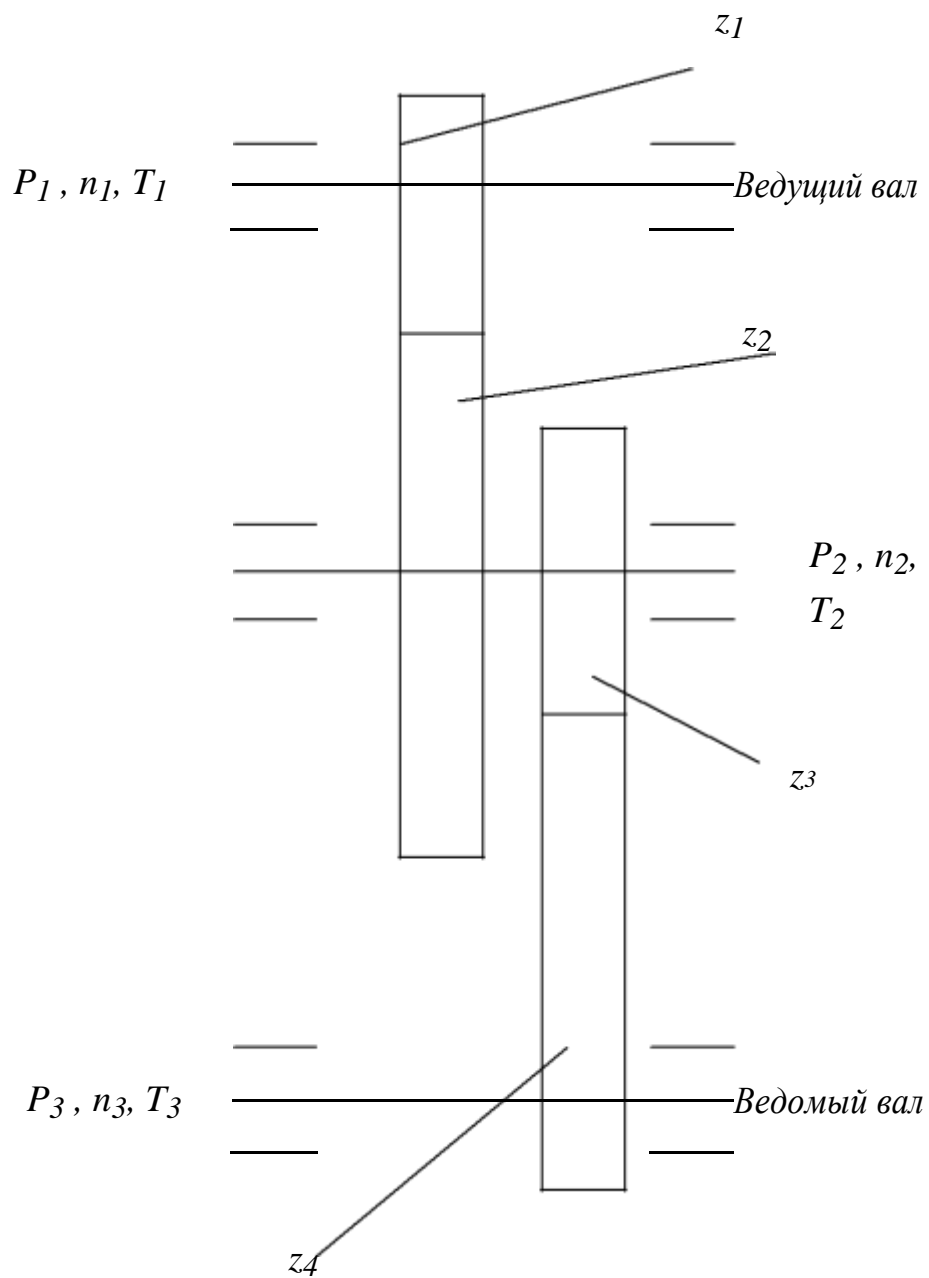 z1
P1 , n1, T1
Ведущий вал
z2
P2 , n2,
T2
z3
P3 , n3, T3
Ведомый вал
z4